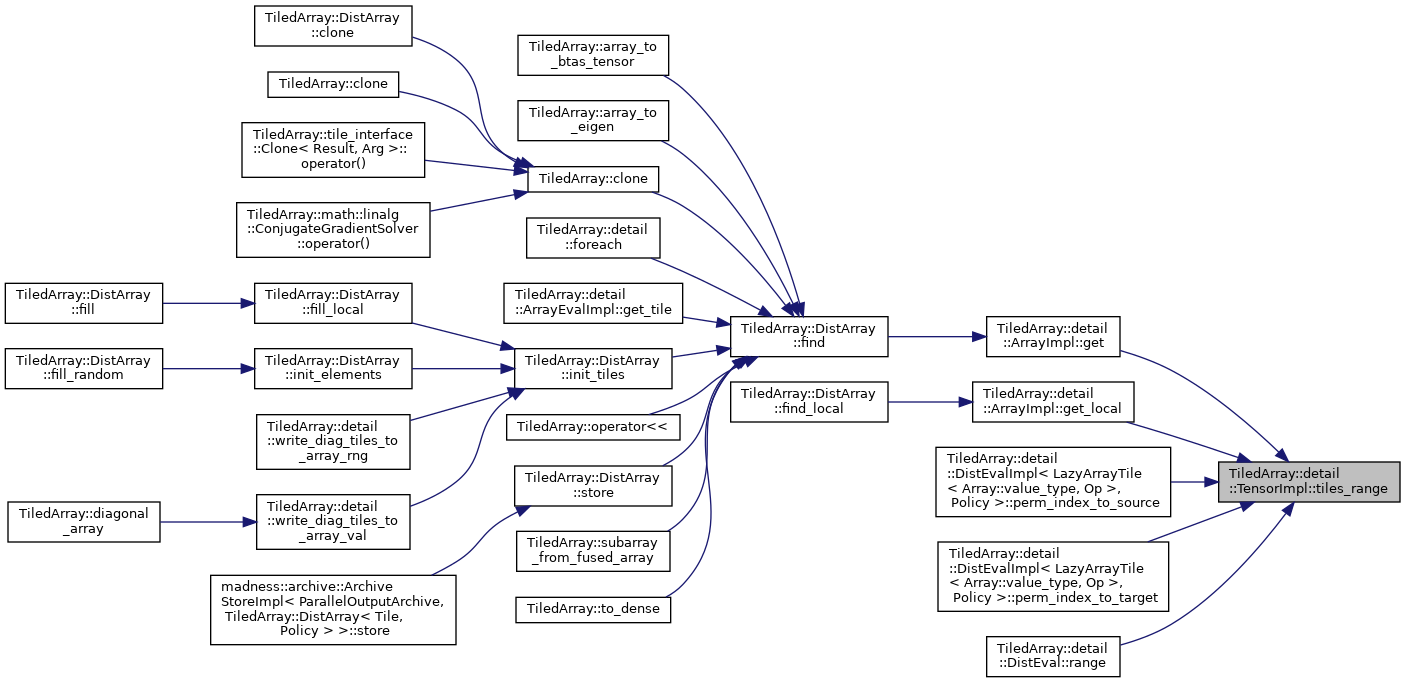 TiledArray::DistArray
::clone
TiledArray::clone
TiledArray::tile_interface
::Clone< Result, Arg >::
operator()
TiledArray::math::linalg
::ConjugateGradientSolver
::operator()
TiledArray::DistArray
::fill
TiledArray::DistArray
::fill_local
TiledArray::DistArray
::fill_random
TiledArray::DistArray
::init_elements
TiledArray::detail
::write_diag_tiles_to
_array_rng
TiledArray::diagonal
_array
TiledArray::detail
::write_diag_tiles_to
_array_val
madness::archive::Archive
StoreImpl< ParallelOutputArchive,
TiledArray::DistArray< Tile,
Policy > >::store
TiledArray::array_to
_btas_tensor
TiledArray::array_to
_eigen
TiledArray::clone
TiledArray::detail
::foreach
TiledArray::detail
::ArrayEvalImpl::get_tile
TiledArray::DistArray
::init_tiles
TiledArray::operator<<
TiledArray::DistArray
::store
TiledArray::subarray
_from_fused_array
TiledArray::to_dense
TiledArray::DistArray
::find
TiledArray::DistArray
::find_local
TiledArray::detail
::ArrayImpl::get
TiledArray::detail
::ArrayImpl::get_local
TiledArray::detail
::DistEvalImpl< LazyArrayTile
< Array::value_type, Op >,
Policy >::perm_index_to_source
TiledArray::detail
::DistEvalImpl< LazyArrayTile
< Array::value_type, Op >,
Policy >::perm_index_to_target
TiledArray::detail
::DistEval::range
TiledArray::detail
::TensorImpl::tiles_range